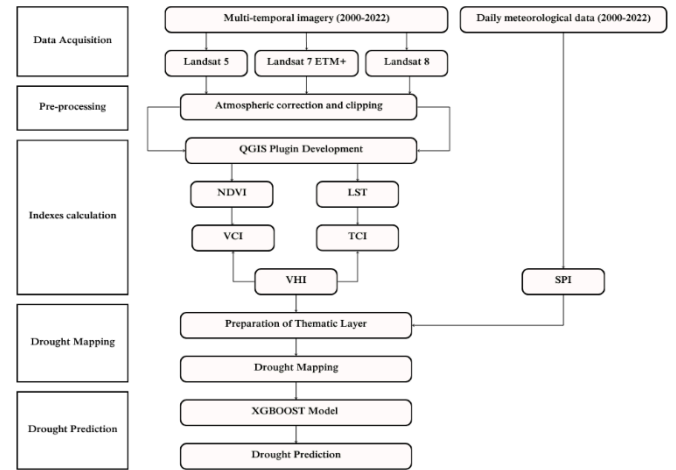 Data Acquisition
Multi-temporal imagery (2000-2022)
Daily meteorological data (2000-2022)
Landsat 5
Landsat 7 ETM+
Landsat 8
Pre-processing
Atmospheric correction and clipping
QGIS Plugin Development
Indexes calculation
NDVI
LST
VCI
TCI
VHI
SPI
Drought Mapping
Preparation of Thematic Layer
Drought Mapping
Drought Prediction
XGBOOST Model
Drought Prediction